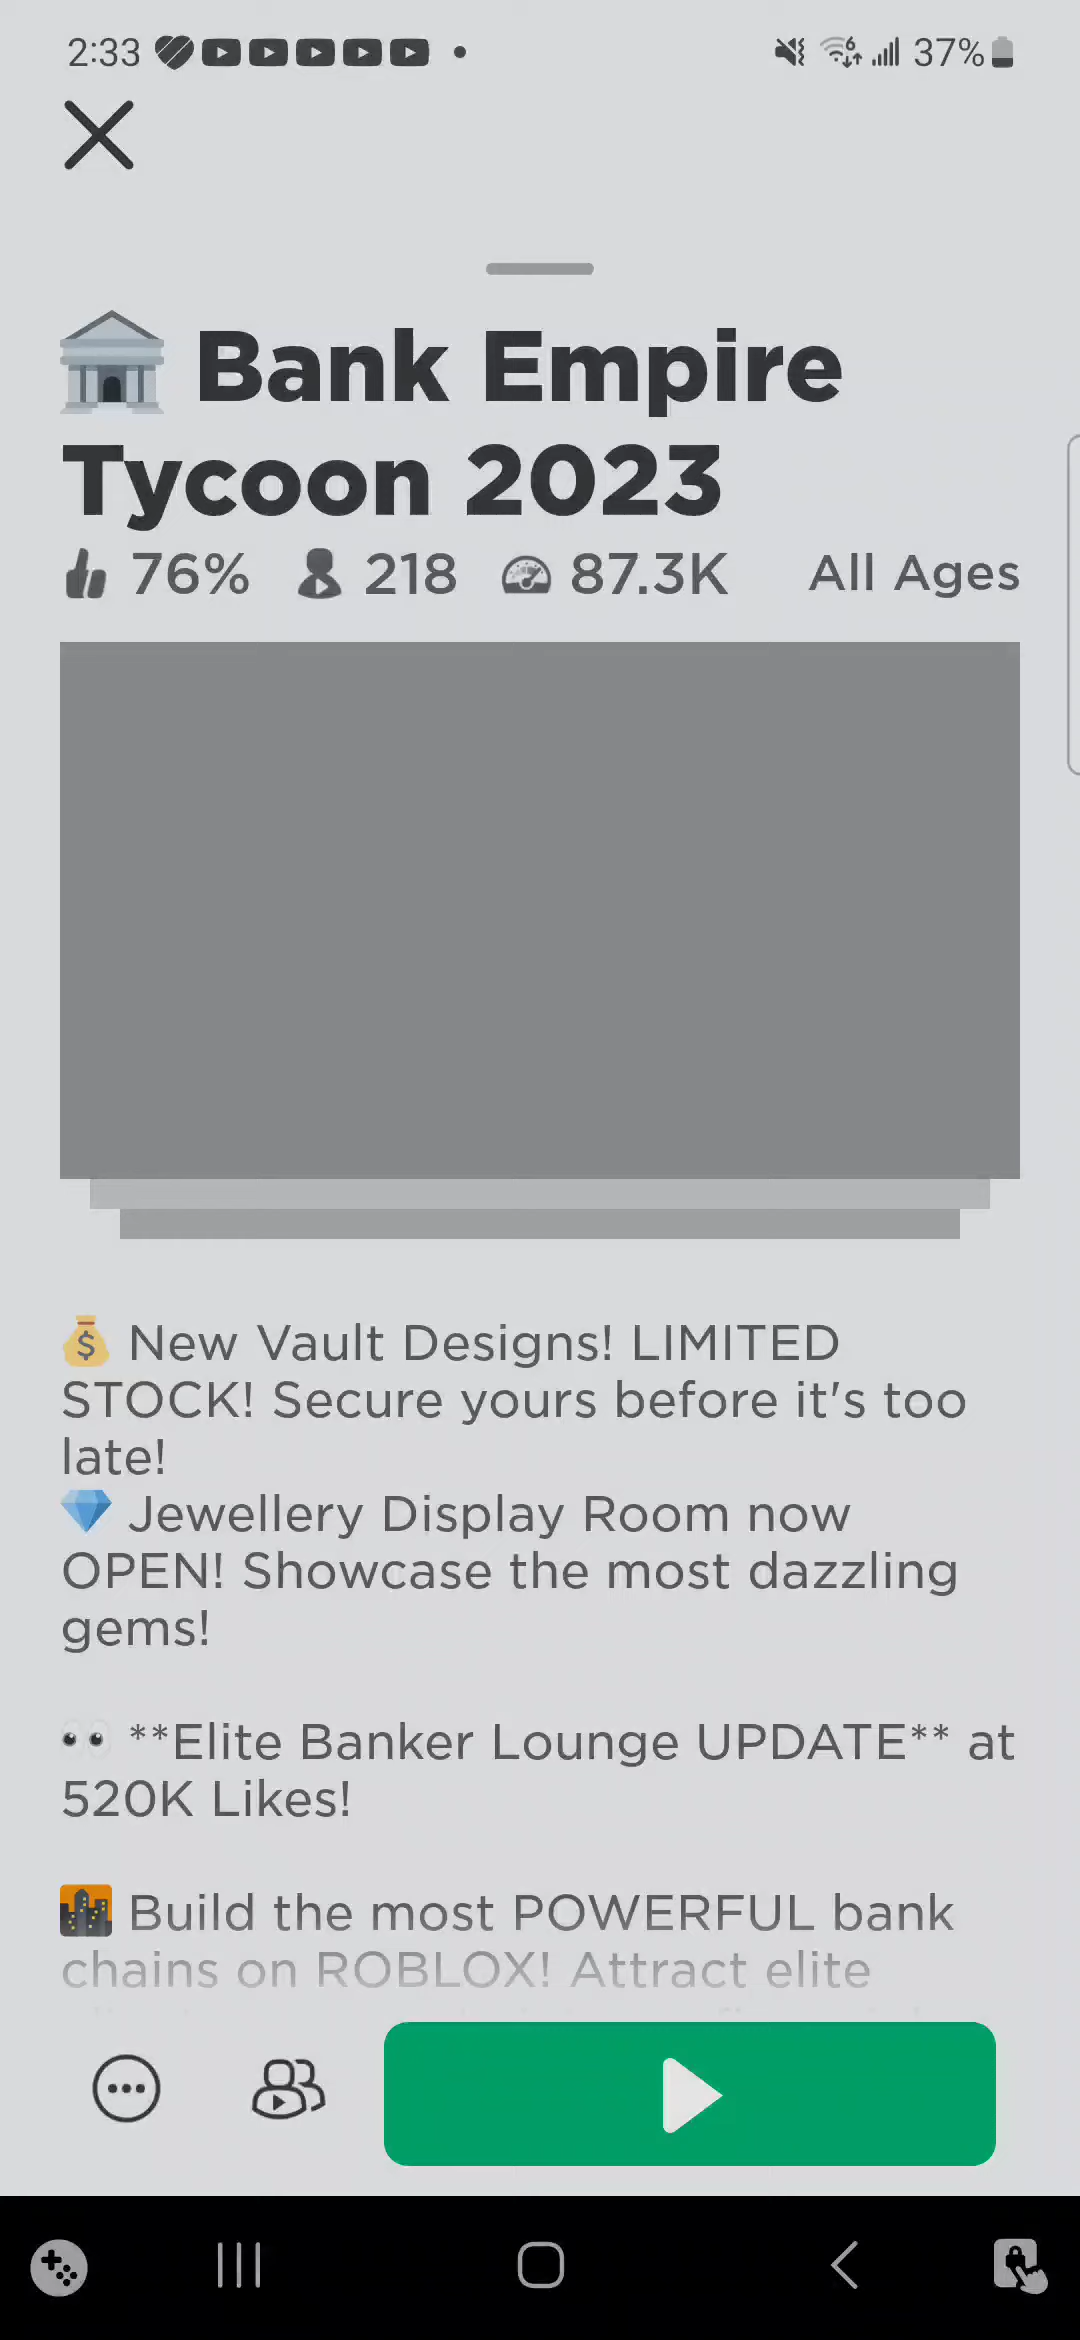 2:33
37%
Bank Empire
Tycoon 2023
76% 218 87.3K All Ages
New Vault Designs! LIMITED
STOCK! Secure yours before it's too
late!
Jewellery Display Room now
OPEN! Showcase the most dazzling
gems!
**Elite Banker Lounge UPDATE** at
520K Likes!
Build the most POWERFUL bank
chains on ROBLOX! Attract elite